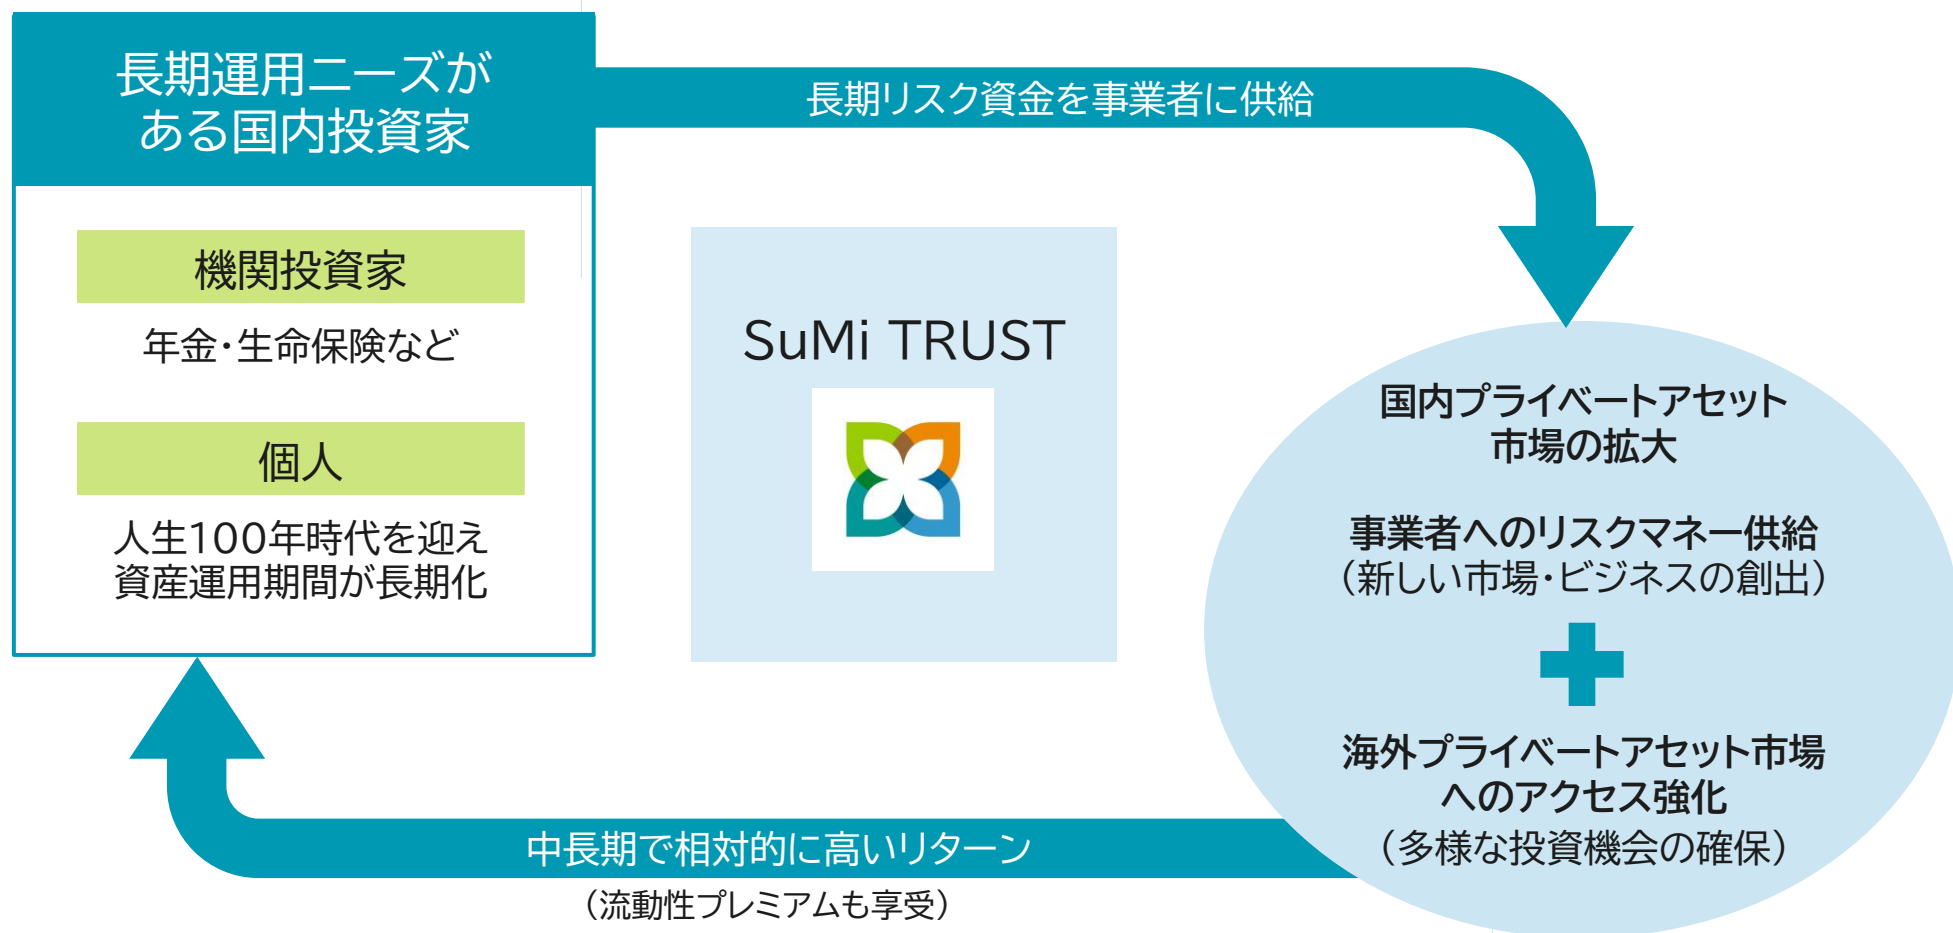 長期運用ニーズが
ある国内投資家
機関投資家
年金・生命保険など
個人
人生100年時代を迎え
資産運用期間が長期化
長期リスク資金を事業者に供給
SuMi TRUST
国内プライベートアセット
市場の拡大
事業者へのリスクマネー供給
（新しい市場・ビジネスの創出）
海外プライベートアセット市場
へのアクセス強化
（多様な投資機会の確保）
中長期で相対的に高いリターン
（流動性プレミアムも享受）